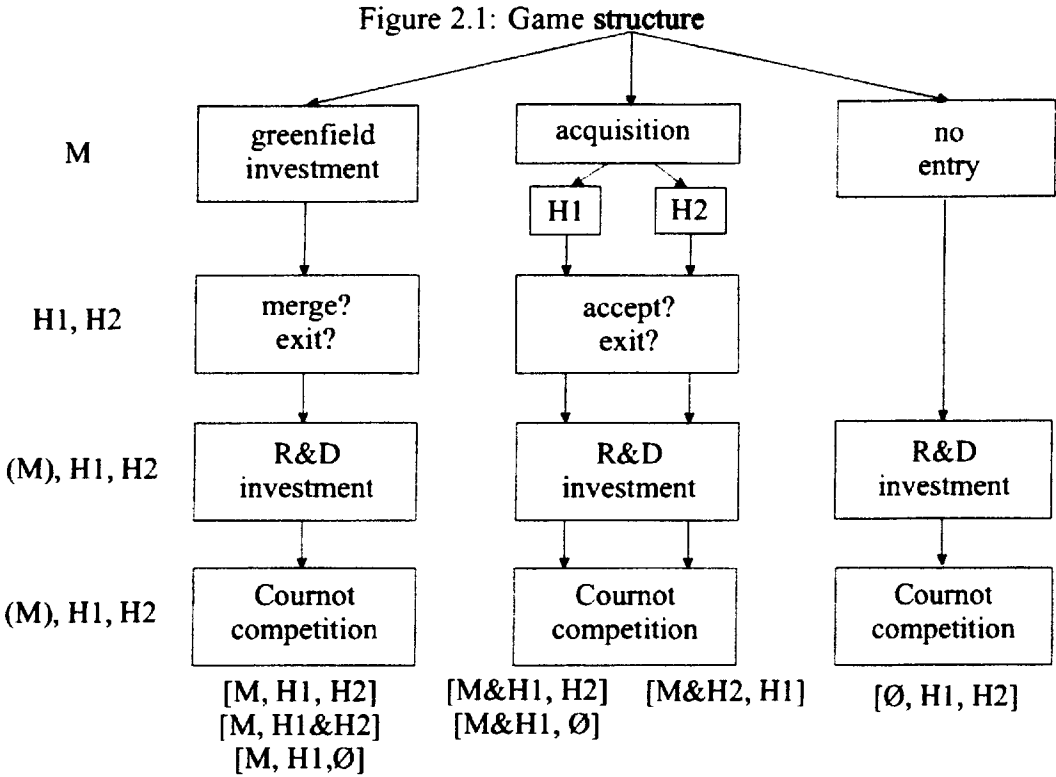 Figure 2.1: Game structure
M
greenfield
investment
acquisition
no
entry
H1
H2
H1, H2
merge?
exit?
accept?
exit?
(M), H1, H2
R&D
investment
R&D
investment
R&D
investment
(M), H1, H2
Cournot
competition
Cournot
competition
Cournot
competition
[M, H1, H2]
[M, H1&H2]
[M, H1,Ø]
[M&H1, H2]
[M&H1, Ø]
[M&H2, H1]
[Ø, H1, H2]